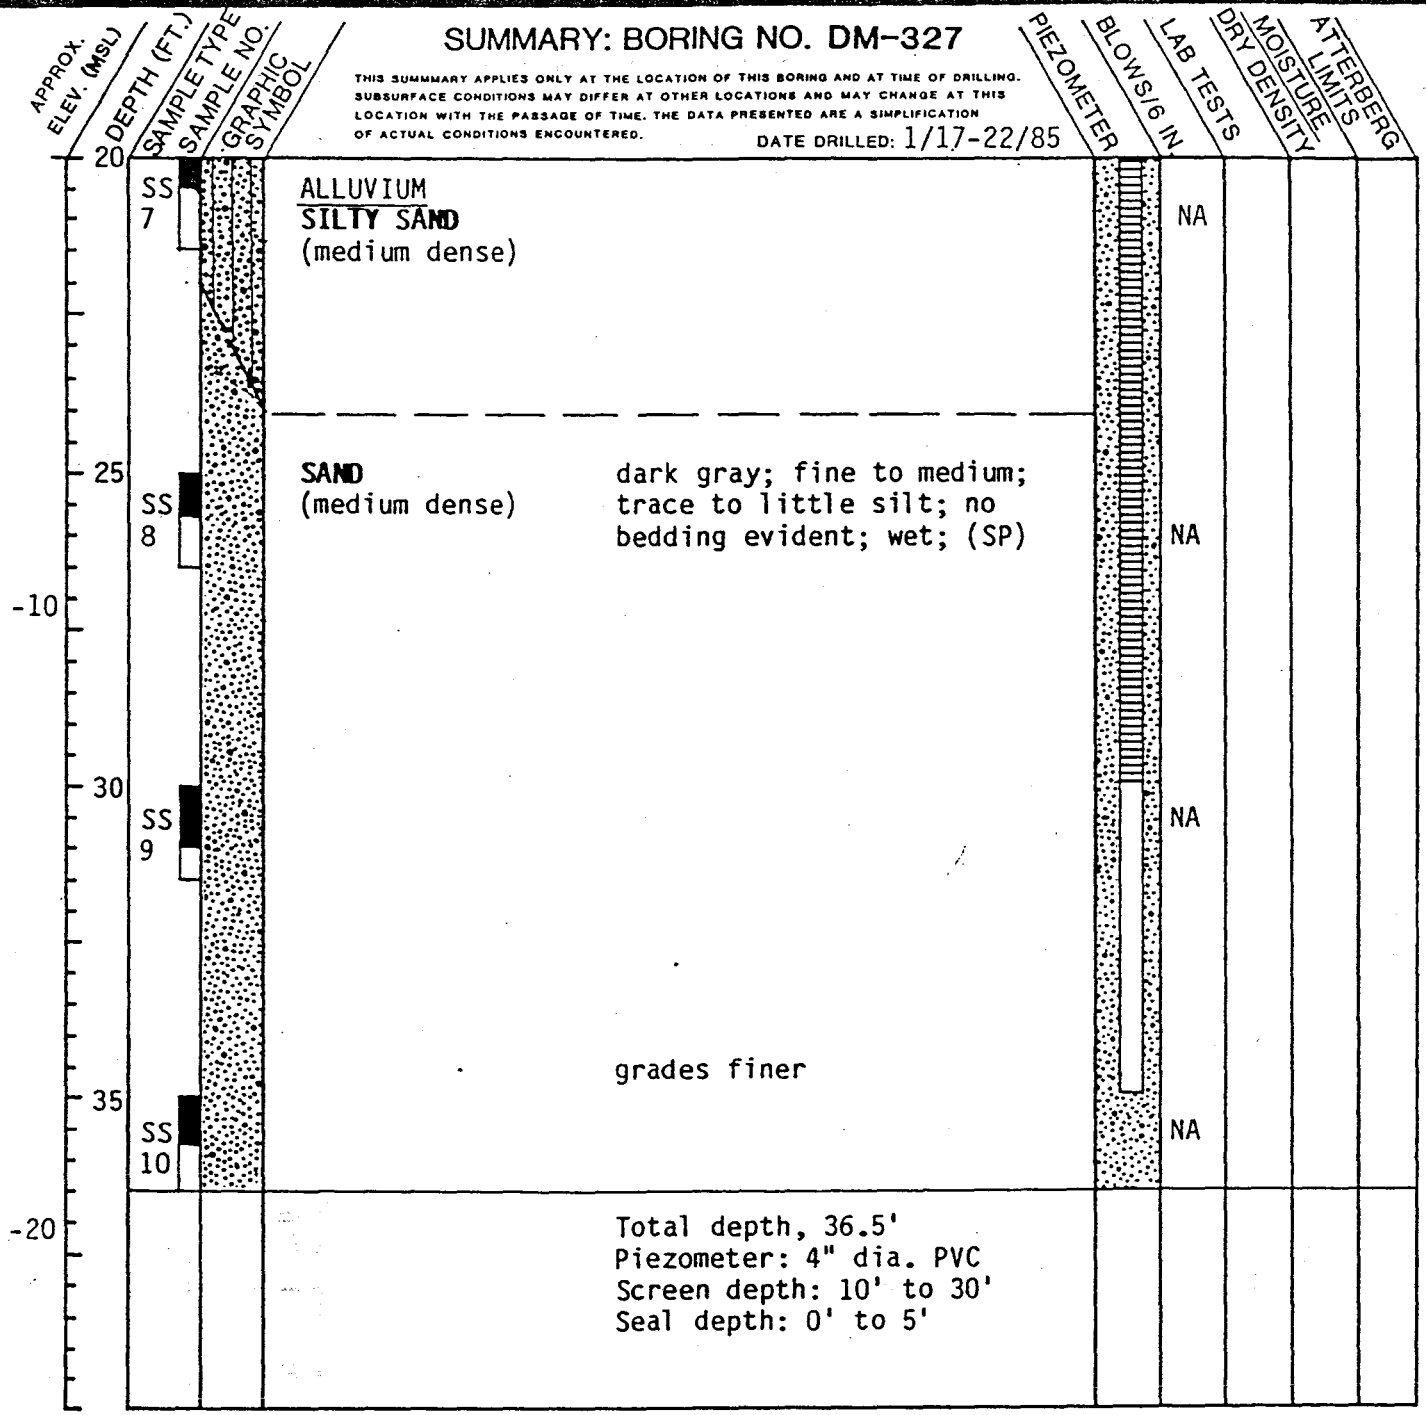 SUMMARY: BORING NO. DM-327
THIS SUMMMARY APPLIES ONLY AT THE LOCATION OF THIS BORING AND AT TIME OF DRILLING.
SUBSURFACE CONDITIONS MAY DIFFER AT OTHER LOCATIONS AND MAY CHANGE AT THIS
LOCATION WITH THE PASSAGE OF TIME. THE DATA PRESENTED ARE A SIMPLIFICATION
OF ACTUAL CONDITIONS ENCOUNTERED.
DATE DRILLED: 1/17-22/85
APPROX.
ELEV. (MSL)
DEPTH (FT.)
SAMPLE TYPE
SAMPLE NO.
GRAPHIC
SYMBOL
PIEZOMETER
BLOWS/6 IN.
LAB TESTS
DRY DENSITY
MOISTURE
ATTERBERG
LIMITS
20
SS
7
ALLUVIUM
SILTY SAND
(medium dense)
NA
25
SS
8
SAND
(medium dense)
dark gray; fine to medium;
trace to little silt; no
bedding evident; wet; (SP)
NA
-10
30
SS
9
NA
grades finer
35
SS
10
NA
-20
Total depth, 36.5'
Piezometer: 4" dia. PVC
Screen depth: 10' to 30'
Seal depth: 0' to 5'